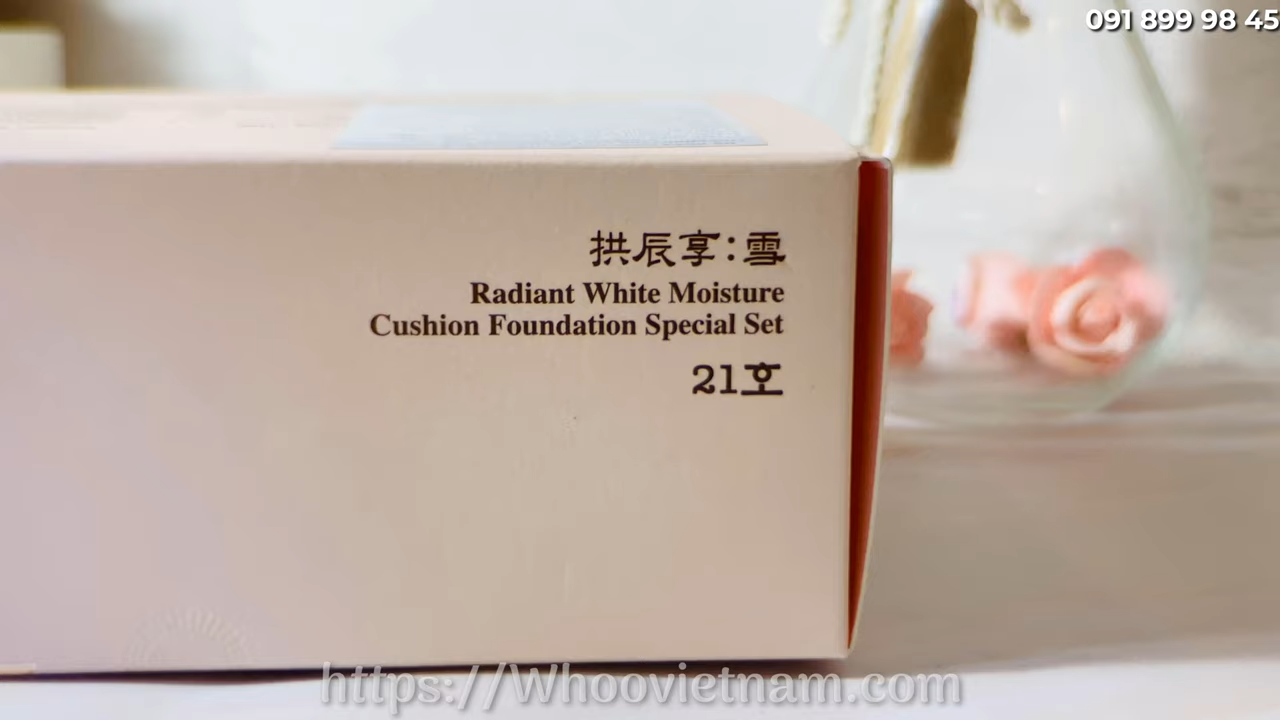 091 899 98 45
拱辰享:雪
Radiant White Moisture
Cushion Foundation Special Set
21호
https://Whoovietnam.com